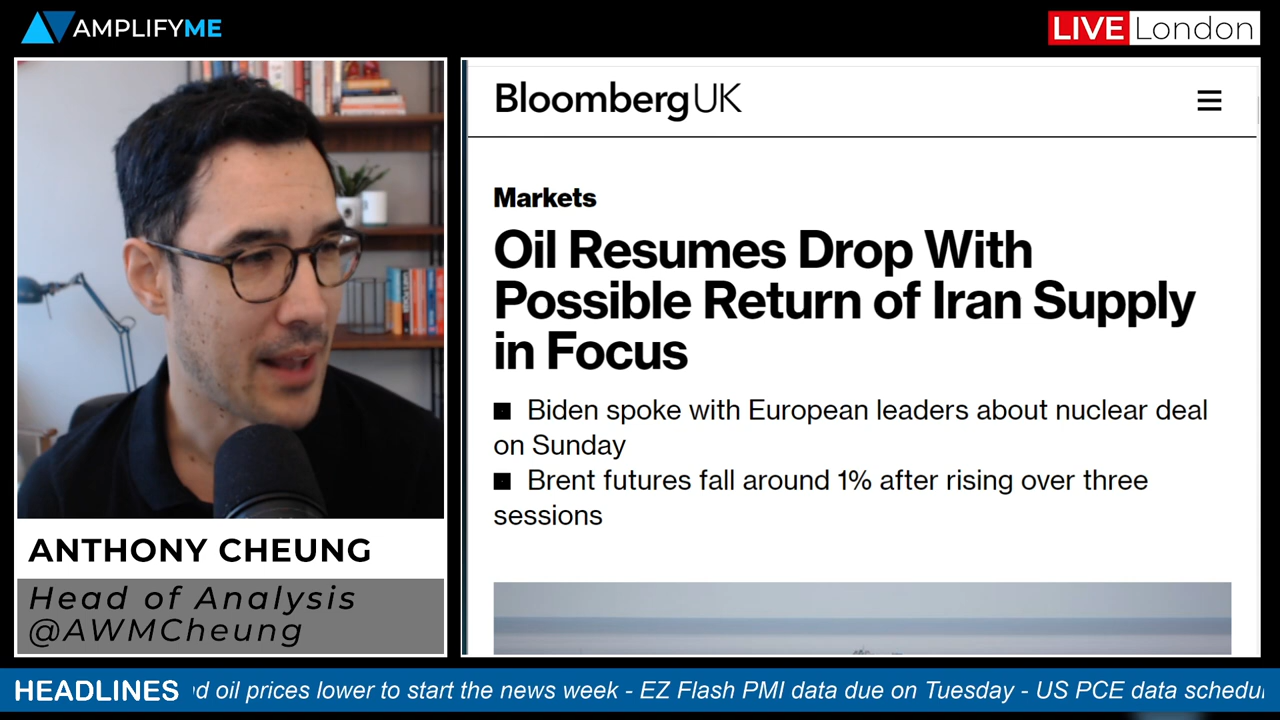 AMPLIFYME
LIVE London
BloombergUK
Markets
Oil Resumes Drop With
Possible Return of Iran Supply
in Focus
■ Biden spoke with European leaders about nuclear deal
on Sunday
■ Brent futures fall around 1% after rising over three
sessions
ANTHONY CHEUNG
Head of Analysis
@AWMCheung
HEADLINES oil prices lower to start the news week - EZ Flash PMI data due on Tuesday - US PCE data